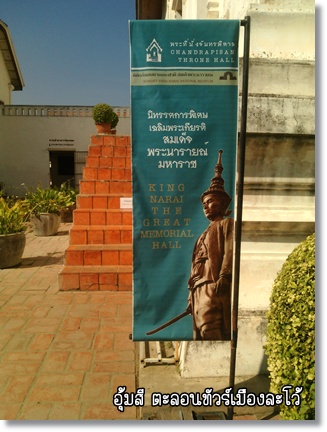 พระที่นั่งจันทรพิศาล
CHANDRAPISAN
THRONE HALL
นิทรรศการพิเศษ
เฉลิมพระเกียรติ
สมเด็จ
พระนารายณ์
มหาราช
KING
NARAI
THE
GREAT
MEMORIAL
HALL
อุ้มสี ตะลอนทัวร์เมืองละโว้